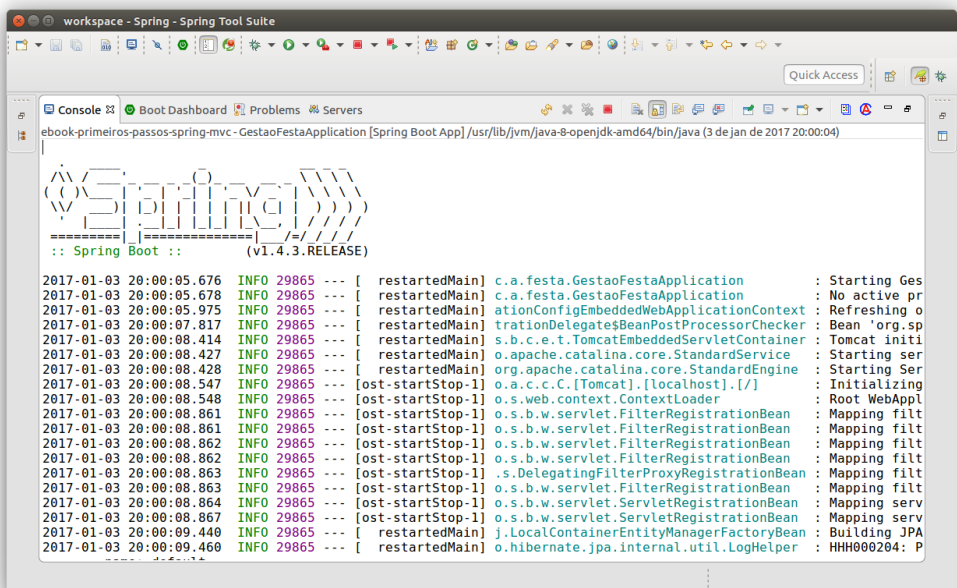 workspace - Spring - Spring Tool Suite
Quick Access
Console Boot Dashboard Problems Servers
ebook-primeiros-passos-spring-mvc - GestaoFestaApplication [Spring Boot App] /usr/lib/jvm/java-8-openjdk-amd64/bin/java (3 de jan de 2017 20:00:04)
  .   ____          _            __ _ _
 /\\ / ___'_ __ _ _(_)_ __  __ _ \ \ \ \
( ( )\___ | '_ | '_| | '_ \/ _` | \ \ \ \
 \\/  ___)| |_)| | | | | || (_| |  ) ) ) )
  '  |____| .__|_| |_|_| |_\__, | / / / /
 =========|_|==============|___/=/_/_/_/
 :: Spring Boot ::        (v1.4.3.RELEASE)
2017-01-03 20:00:05.676  INFO 29865 --- [  restartedMain] c.a.festa.GestaoFestaApplication         : Starting Ges
2017-01-03 20:00:05.678  INFO 29865 --- [  restartedMain] c.a.festa.GestaoFestaApplication         : No active pr
2017-01-03 20:00:05.975  INFO 29865 --- [  restartedMain] ationConfigEmbeddedWebApplicationContext : Refreshing o
2017-01-03 20:00:07.817  INFO 29865 --- [  restartedMain] trationDelegate$BeanPostProcessorChecker : Bean 'org.sp
2017-01-03 20:00:08.414  INFO 29865 --- [  restartedMain] s.b.c.e.t.TomcatEmbeddedServletContainer : Tomcat initi
2017-01-03 20:00:08.427  INFO 29865 --- [  restartedMain] o.apache.catalina.core.StandardService   : Starting ser
2017-01-03 20:00:08.428  INFO 29865 --- [  restartedMain] org.apache.catalina.core.StandardEngine  : Starting Ser
2017-01-03 20:00:08.547  INFO 29865 --- [ost-startStop-1] o.a.c.c.C.[Tomcat].[localhost].[/]       : Initializing
2017-01-03 20:00:08.548  INFO 29865 --- [ost-startStop-1] o.s.web.context.ContextLoader            : Root WebAppl
2017-01-03 20:00:08.861  INFO 29865 --- [ost-startStop-1] o.s.b.w.servlet.FilterRegistrationBean   : Mapping filt
2017-01-03 20:00:08.861  INFO 29865 --- [ost-startStop-1] o.s.b.w.servlet.FilterRegistrationBean   : Mapping filt
2017-01-03 20:00:08.862  INFO 29865 --- [ost-startStop-1] o.s.b.w.servlet.FilterRegistrationBean   : Mapping filt
2017-01-03 20:00:08.862  INFO 29865 --- [ost-startStop-1] o.s.b.w.servlet.FilterRegistrationBean   : Mapping filt
2017-01-03 20:00:08.863  INFO 29865 --- [ost-startStop-1] .s.DelegatingFilterProxyRegistrationBean : Mapping filt
2017-01-03 20:00:08.863  INFO 29865 --- [ost-startStop-1] o.s.b.w.servlet.FilterRegistrationBean   : Mapping filt
2017-01-03 20:00:08.864  INFO 29865 --- [ost-startStop-1] o.s.b.w.servlet.ServletRegistrationBean  : Mapping serv
2017-01-03 20:00:08.867  INFO 29865 --- [ost-startStop-1] o.s.b.w.servlet.ServletRegistrationBean  : Mapping serv
2017-01-03 20:00:09.440  INFO 29865 --- [  restartedMain] j.LocalContainerEntityManagerFactoryBean : Building JPA
2017-01-03 20:00:09.460  INFO 29865 --- [  restartedMain] o.hibernate.jpa.internal.util.LogHelper  : HHH000204: P